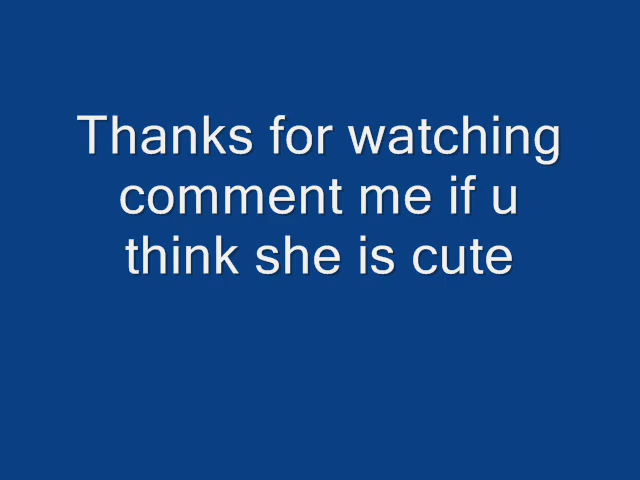 Thanks for watching
comment me if u
think she is cute